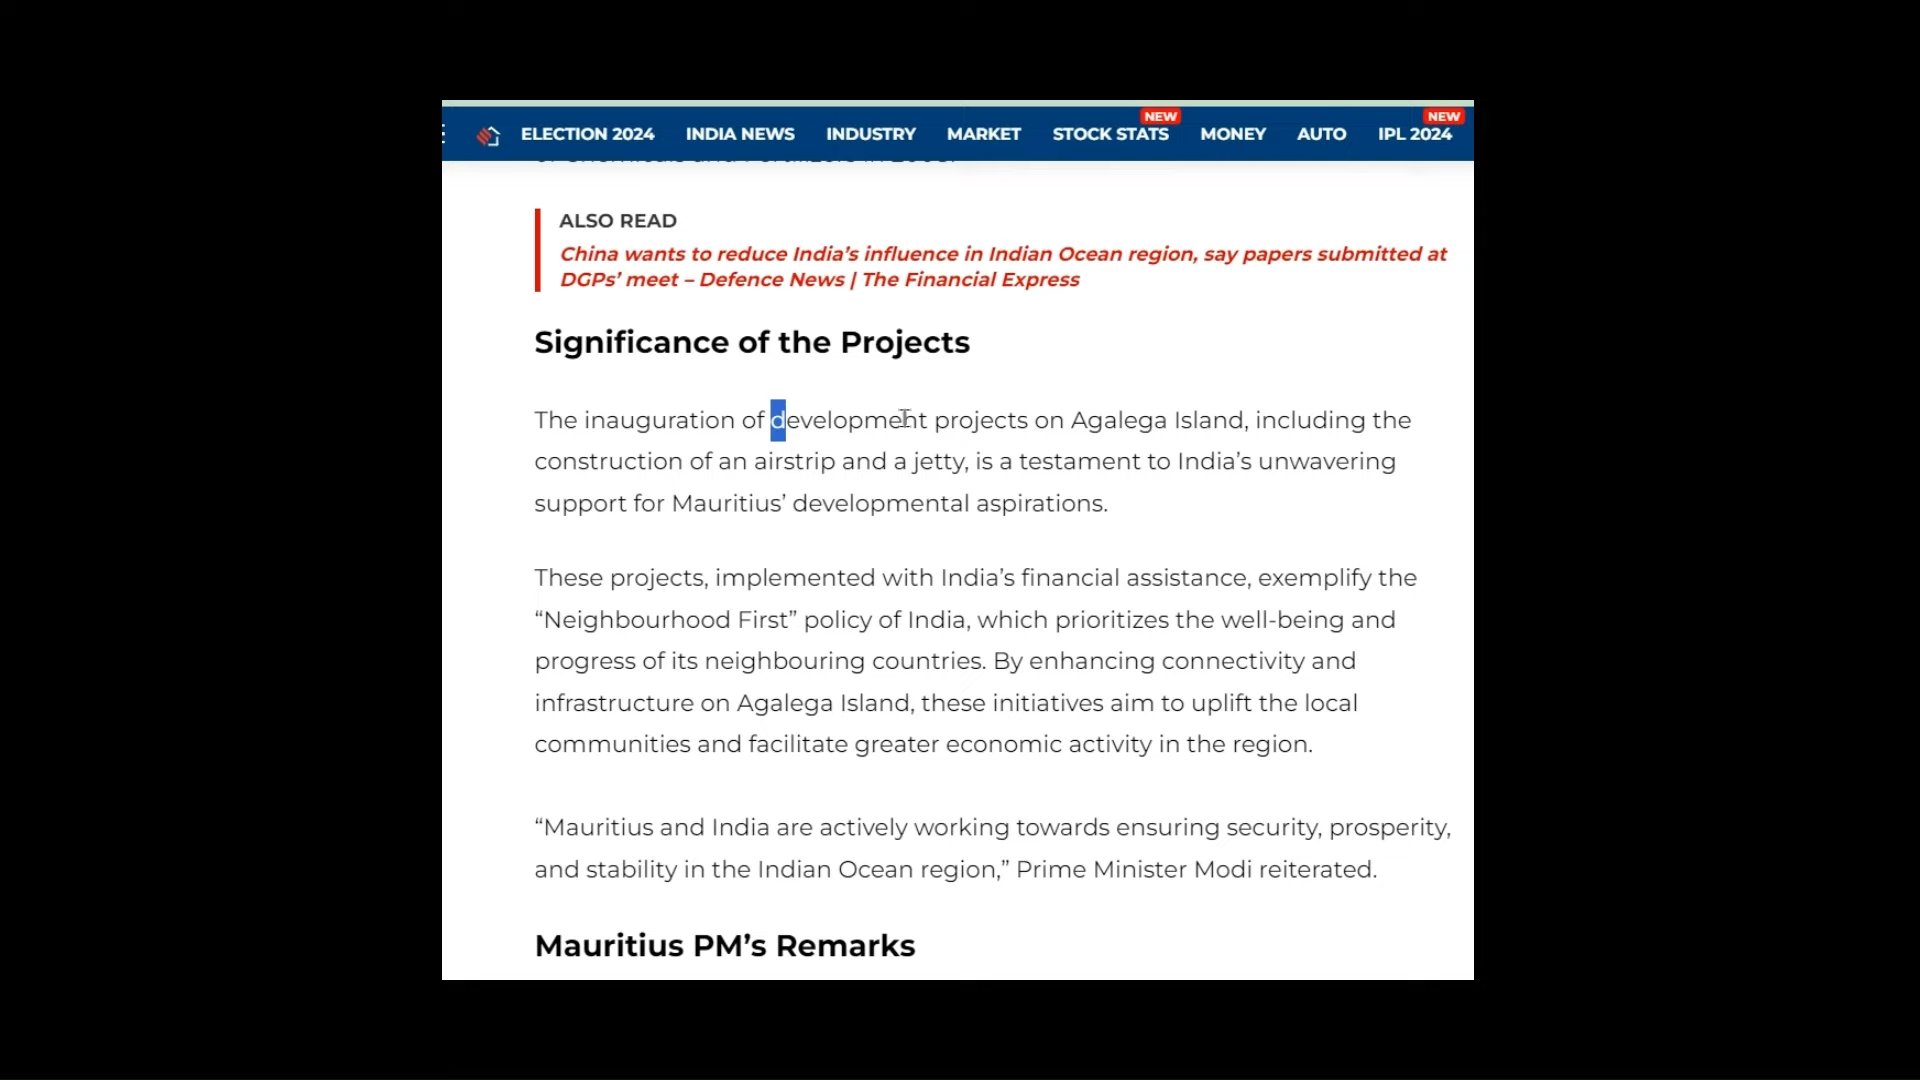 NEW NEW
ELECTION 2024 INDIA NEWS INDUSTRY MARKET STOCK STATS MONEY AUTO IPL 2024
ALSO READ
China wants to reduce India’s influence in Indian Ocean region, say papers submitted at
DGPs’ meet – Defence News | The Financial Express
Significance of the Projects
The inauguration of development projects on Agalega Island, including the
construction of an airstrip and a jetty, is a testament to India’s unwavering
support for Mauritius’ developmental aspirations.
These projects, implemented with India’s financial assistance, exemplify the
“Neighbourhood First” policy of India, which prioritizes the well-being and
progress of its neighbouring countries. By enhancing connectivity and
infrastructure on Agalega Island, these initiatives aim to uplift the local
communities and facilitate greater economic activity in the region.
“Mauritius and India are actively working towards ensuring security, prosperity,
and stability in the Indian Ocean region,” Prime Minister Modi reiterated.
Mauritius PM’s Remarks